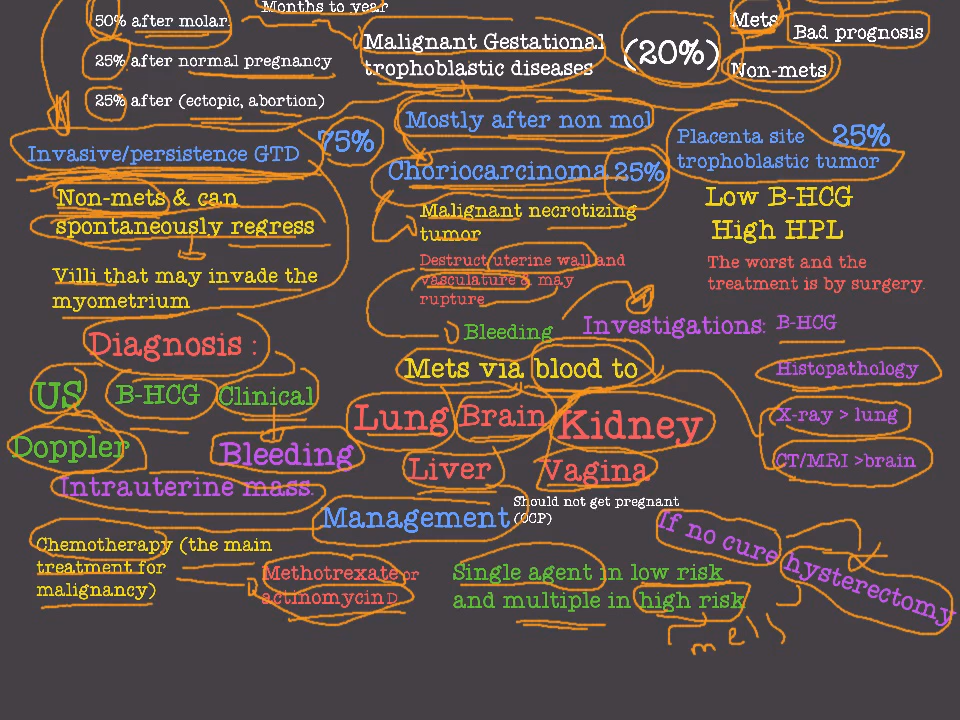 Months to year
50% after molar
25% after normal pregnancy
25% after (ectopic, abortion)
Malignant Gestational
trophoblastic diseases
(20%)
Mets
Bad prognosis
Non-mets
Invasive/persistence GTD
75%
Non-mets & can
spontaneously regress
Villi that may invade the
myometrium
Mostly after non mol
Choriocarcinoma 25%
Malignant necrotizing
tumor
Destruct uterine wall and
vasculature & may
rupture
Bleeding
Placenta site 25%
trophoblastic tumor
Low B-HCG
High HPL
The worst and the
treatment is by surgery.
Diagnosis :
US
B-HCG
Clinical
Doppler
Bleeding
Intrauterine mass.
Mets via blood to
Lung Brain Kidney
Liver Vagina
Investigations: B-HCG
Histopathology
X-ray > lung
CT/MRI >brain
Management
Should not get pregnant
(OCP)
Chemotherapy (the main
treatment for
malignancy)
Methotrexate or
actinomycin D
Single agent in low risk
and multiple in high risk
If no cure hysterectomy